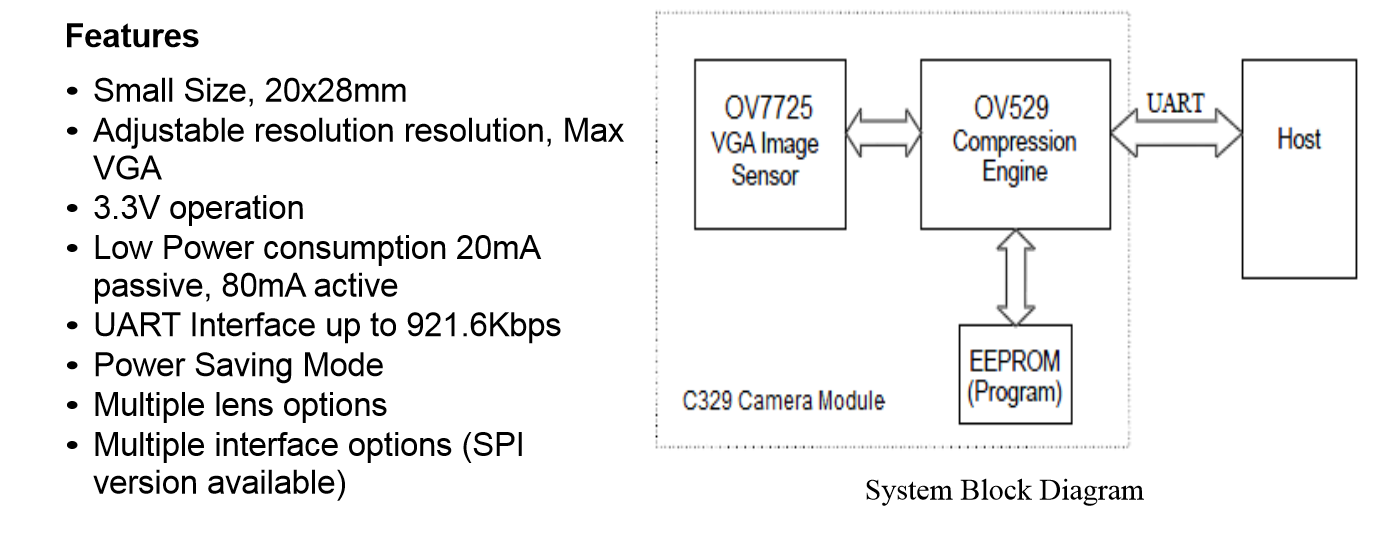 Features
• Small Size, 20x28mm
• Adjustable resolution resolution, Max
VGA
• 3.3V operation
• Low Power consumption 20mA
passive, 80mA active
• UART Interface up to 921.6Kbps
• Power Saving Mode
• Multiple lens options
• Multiple interface options (SPI
version available)
OV7725
VGA Image
Sensor
OV529
Compression
Engine
UART
Host
EEPROM
(Program)
C329 Camera Module
System Block Diagram